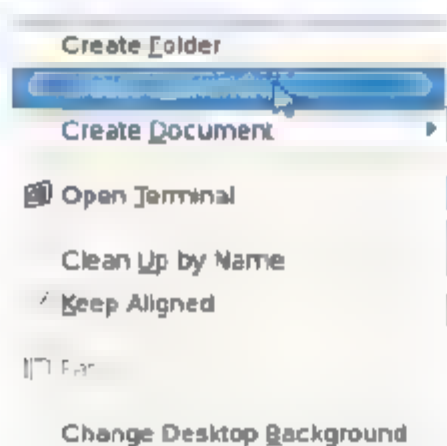 Create Folder
Create Document
Open Terminal
Clean Up by Name
Keep Aligned
Change Desktop Background